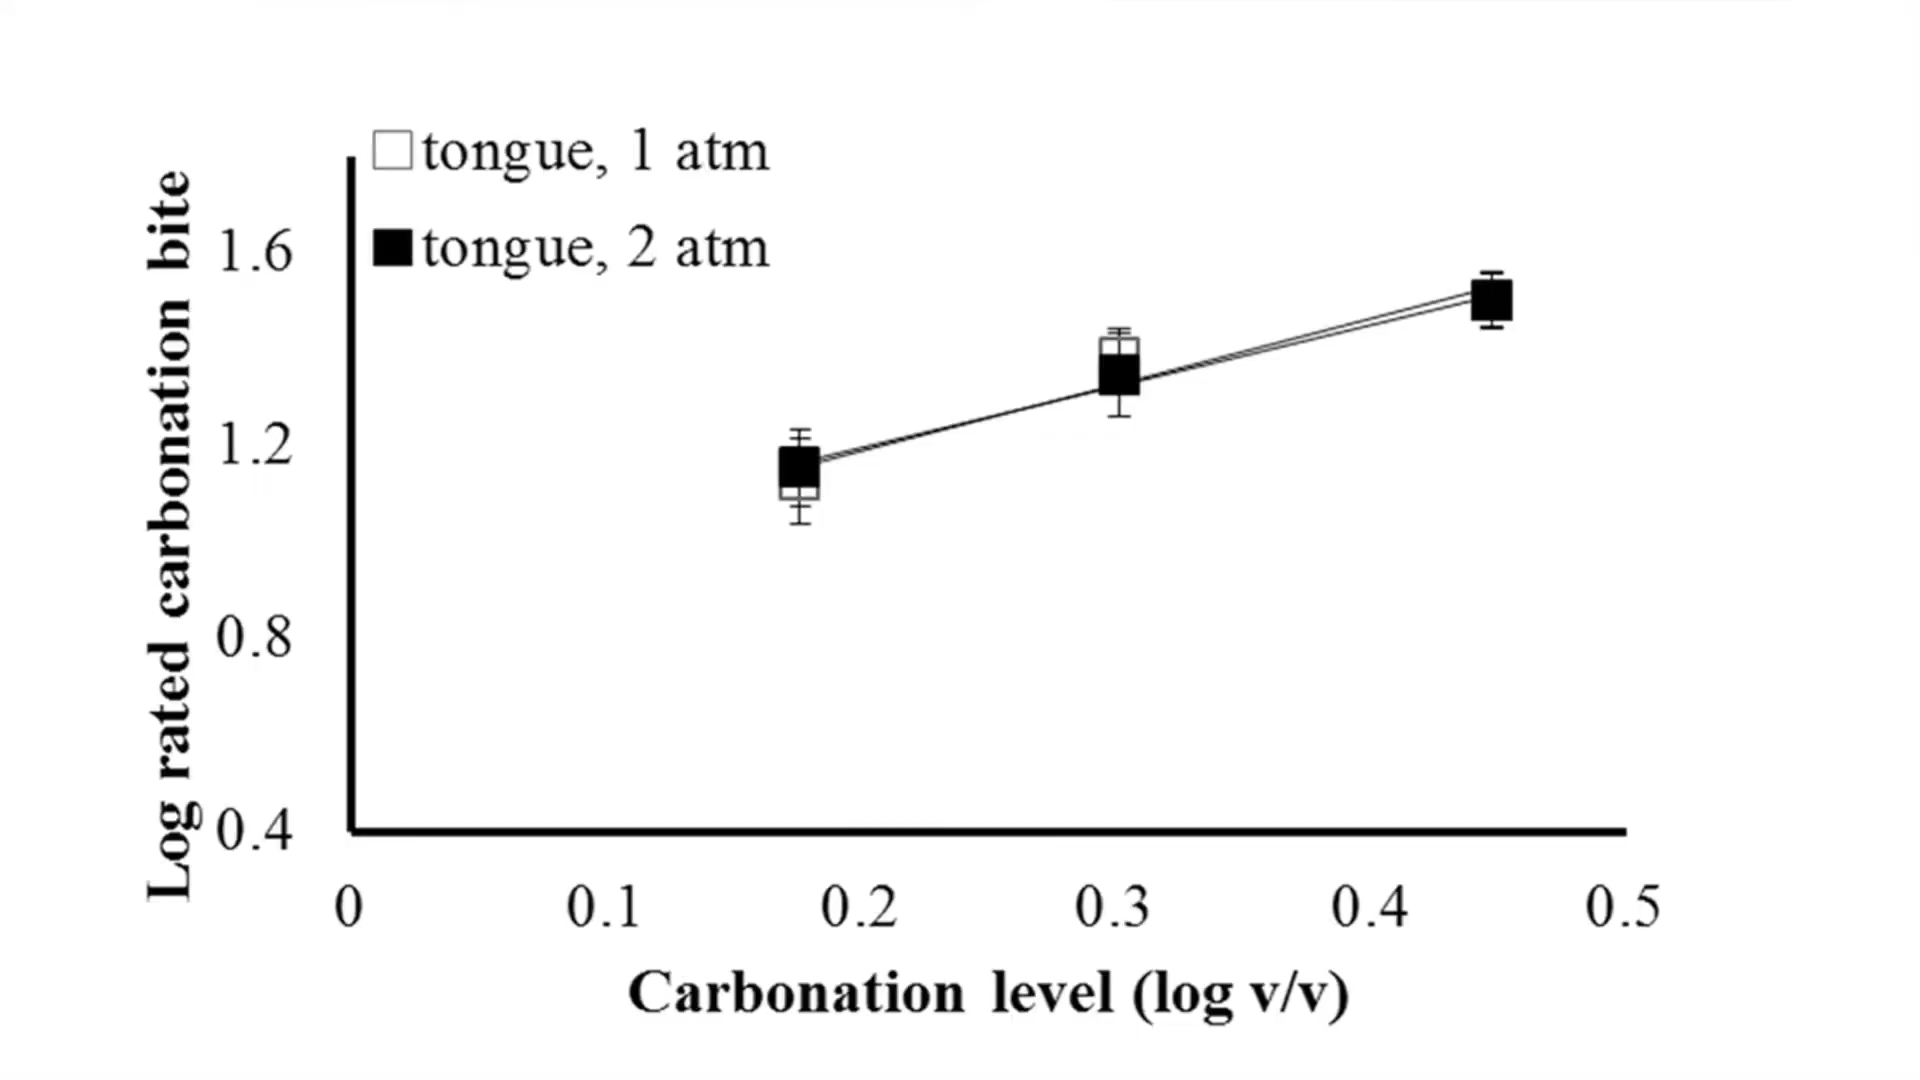 tongue, 1 atm
tongue, 2 atm
Log rated carbonation bite
1.6
1.2
0.8
0.4
0 0.1 0.2 0.3 0.4 0.5
Carbonation level (log v/v)